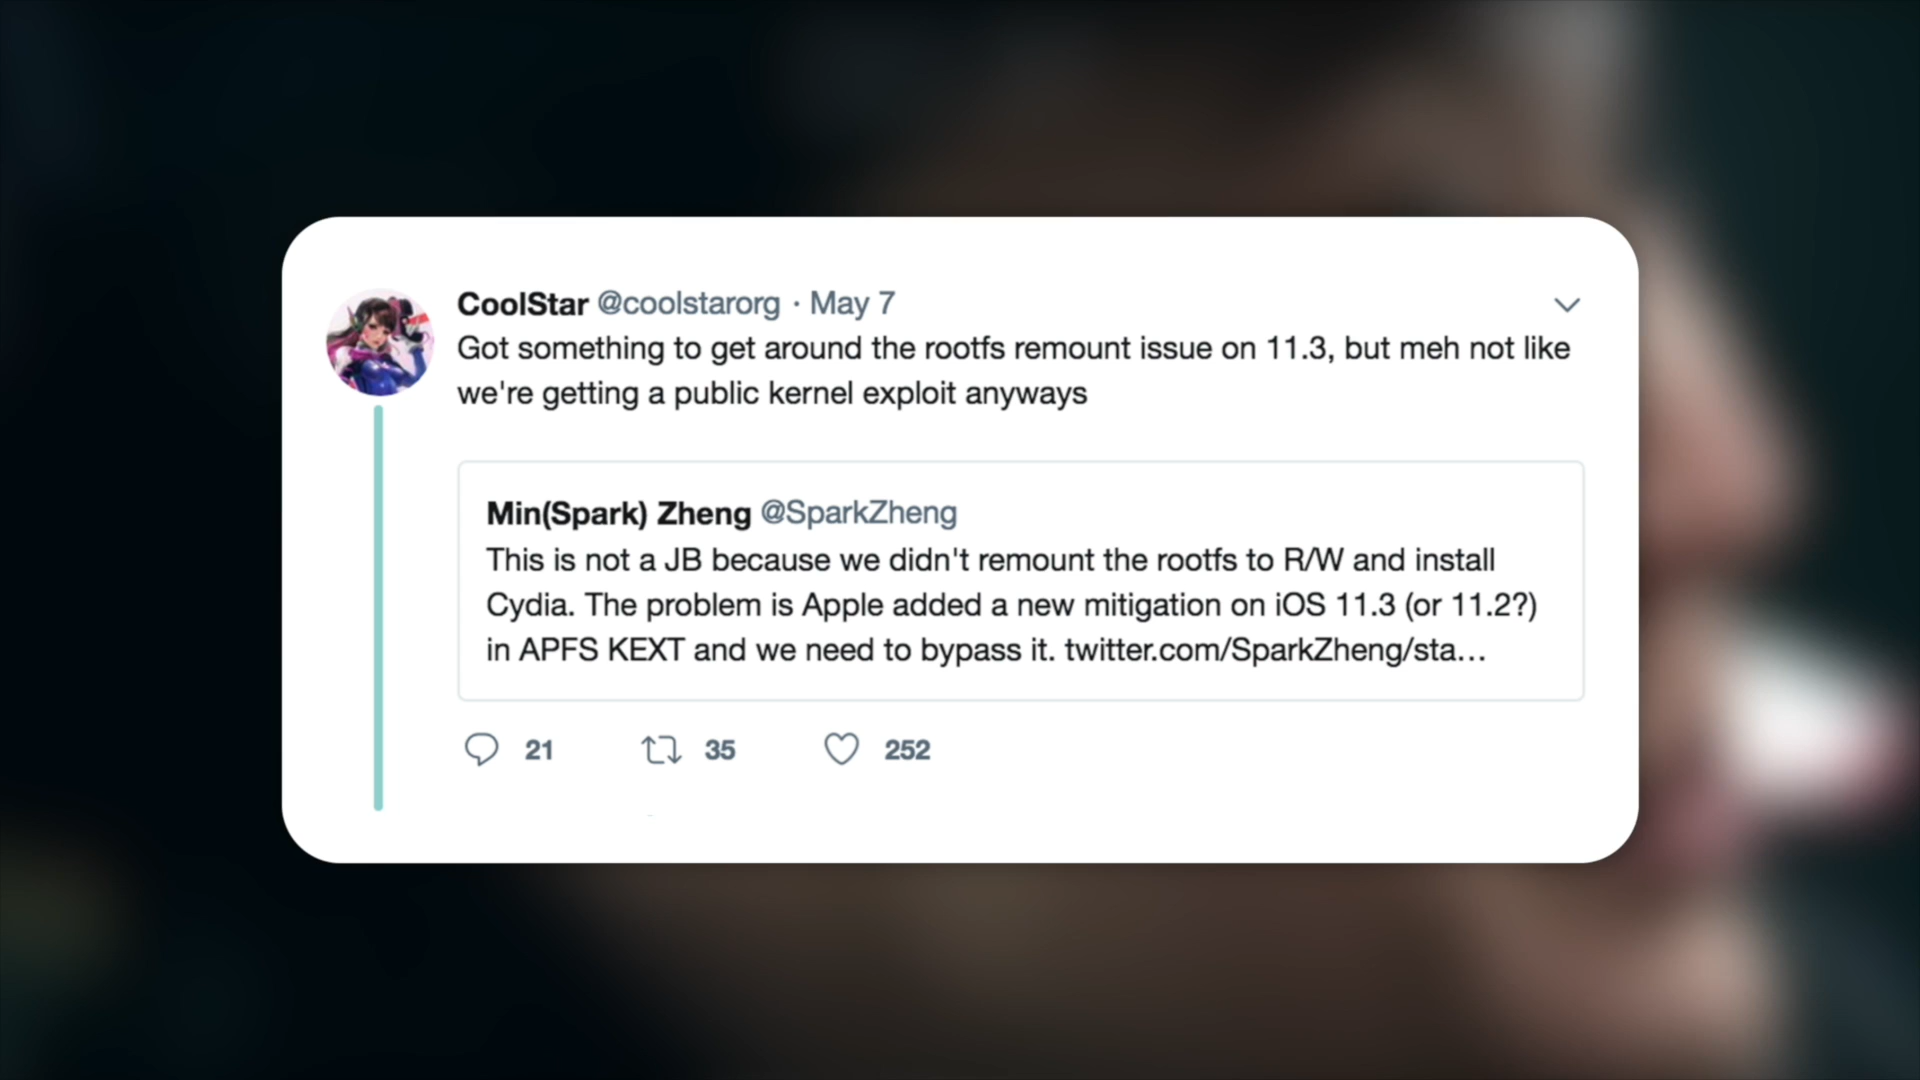 CoolStar @coolstarorg · May 7
Got something to get around the rootfs remount issue on 11.3, but meh not like
we're getting a public kernel exploit anyways
Min(Spark) Zheng @SparkZheng
This is not a JB because we didn't remount the rootfs to R/W and install
Cydia. The problem is Apple added a new mitigation on iOS 11.3 (or 11.2?)
in APFS KEXT and we need to bypass it. twitter.com/SparkZheng/sta…
21 35 252